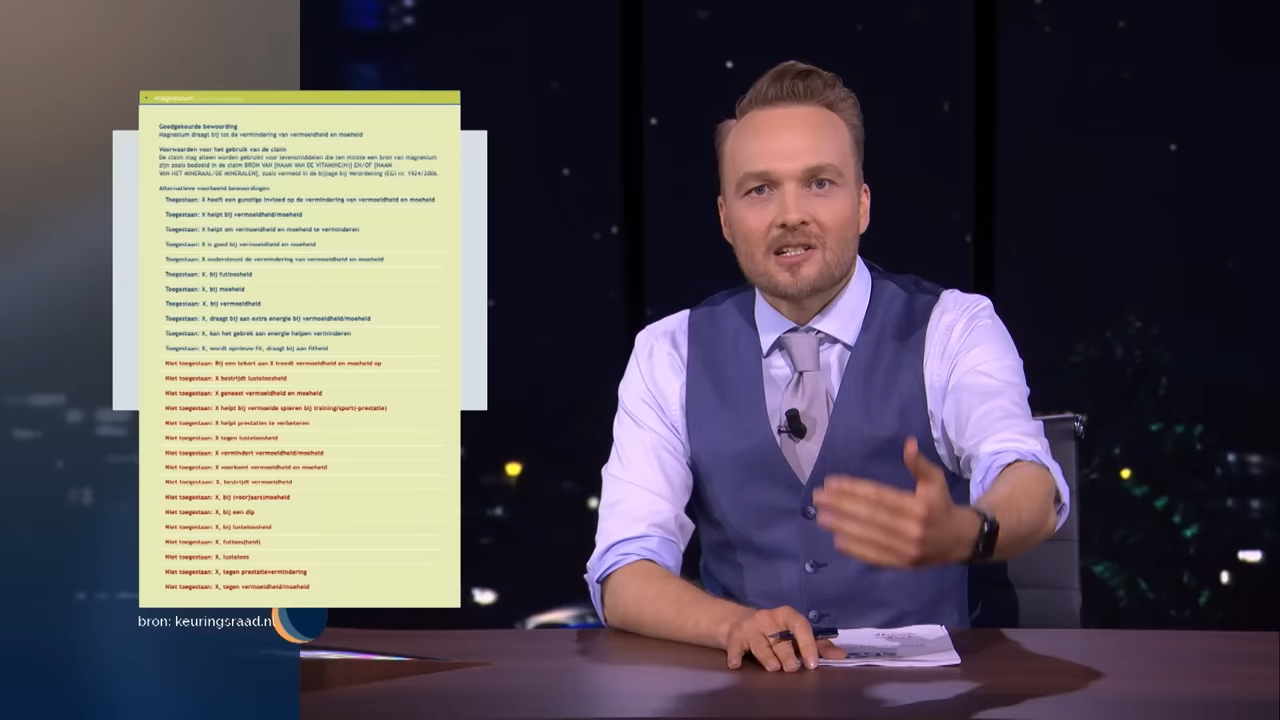 magnesium
Goedgekeurde bewoording
Magnesium draagt bij tot de vermindering van vermoeidheid en moeheid
Voorwaarden voor het gebruik van de claim
De claim mag alleen worden gebruikt voor levensmiddelen die ten minste een bron van magnesium
zijn zoals bedoeld in de claim BRON VAN [NAAM VAN DE VITAMINE(N)] EN/OF [NAAM
VAN HET MINERAAL/DE MINERALEN], zoals vermeld in de bijlage bij Verordening (EG) nr. 1924/2006.
Alternatieve voorbeeld bewoordingen
Toegestaan: X heeft een gunstige invloed op de vermindering van vermoeidheid en moeheid
Toegestaan: X helpt bij vermoeidheid/moeheid
Toegestaan: X helpt om vermoeidheid en moeheid te verminderen
Toegestaan: X is goed bij vermoeidheid en moeheid
Toegestaan: X ondersteunt de vermindering van vermoeidheid en moeheid
Toegestaan: X, bij futloosheid
Toegestaan: X, bij moeheid
Toegestaan: X, bij vermoeidheid
Toegestaan: X, draagt bij aan extra energie bij vermoeidheid/moeheid
Toegestaan: X, kan het gebrek aan energie helpen verminderen
Toegestaan: X, wordt opnieuw fit, draagt bij aan fitheid
Niet toegestaan: Bij een tekort aan X treedt vermoeidheid en moeheid op
Niet toegestaan: X bestrijdt lusteloosheid
Niet toegestaan: X geneest vermoeidheid en moeheid
Niet toegestaan: X helpt bij vermoeide spieren bij training/sport(-prestatie)
Niet toegestaan: X helpt prestaties te verbeteren
Niet toegestaan: X tegen lusteloosheid
Niet toegestaan: X vermindert vermoeidheid/moeheid
Niet toegestaan: X voorkomt vermoeidheid en moeheid
Niet toegestaan: X, bestrijdt vermoeidheid
Niet toegestaan: X, bij (voorjaars)moeheid
Niet toegestaan: X, bij een dip
Niet toegestaan: X, bij lusteloosheid
Niet toegestaan: X, futloos(heid)
Niet toegestaan: X, lusteloos
Niet toegestaan: X, tegen prestatievermindering
Niet toegestaan: X, tegen vermoeidheid/moeheid
bron: keuringsraad.nl